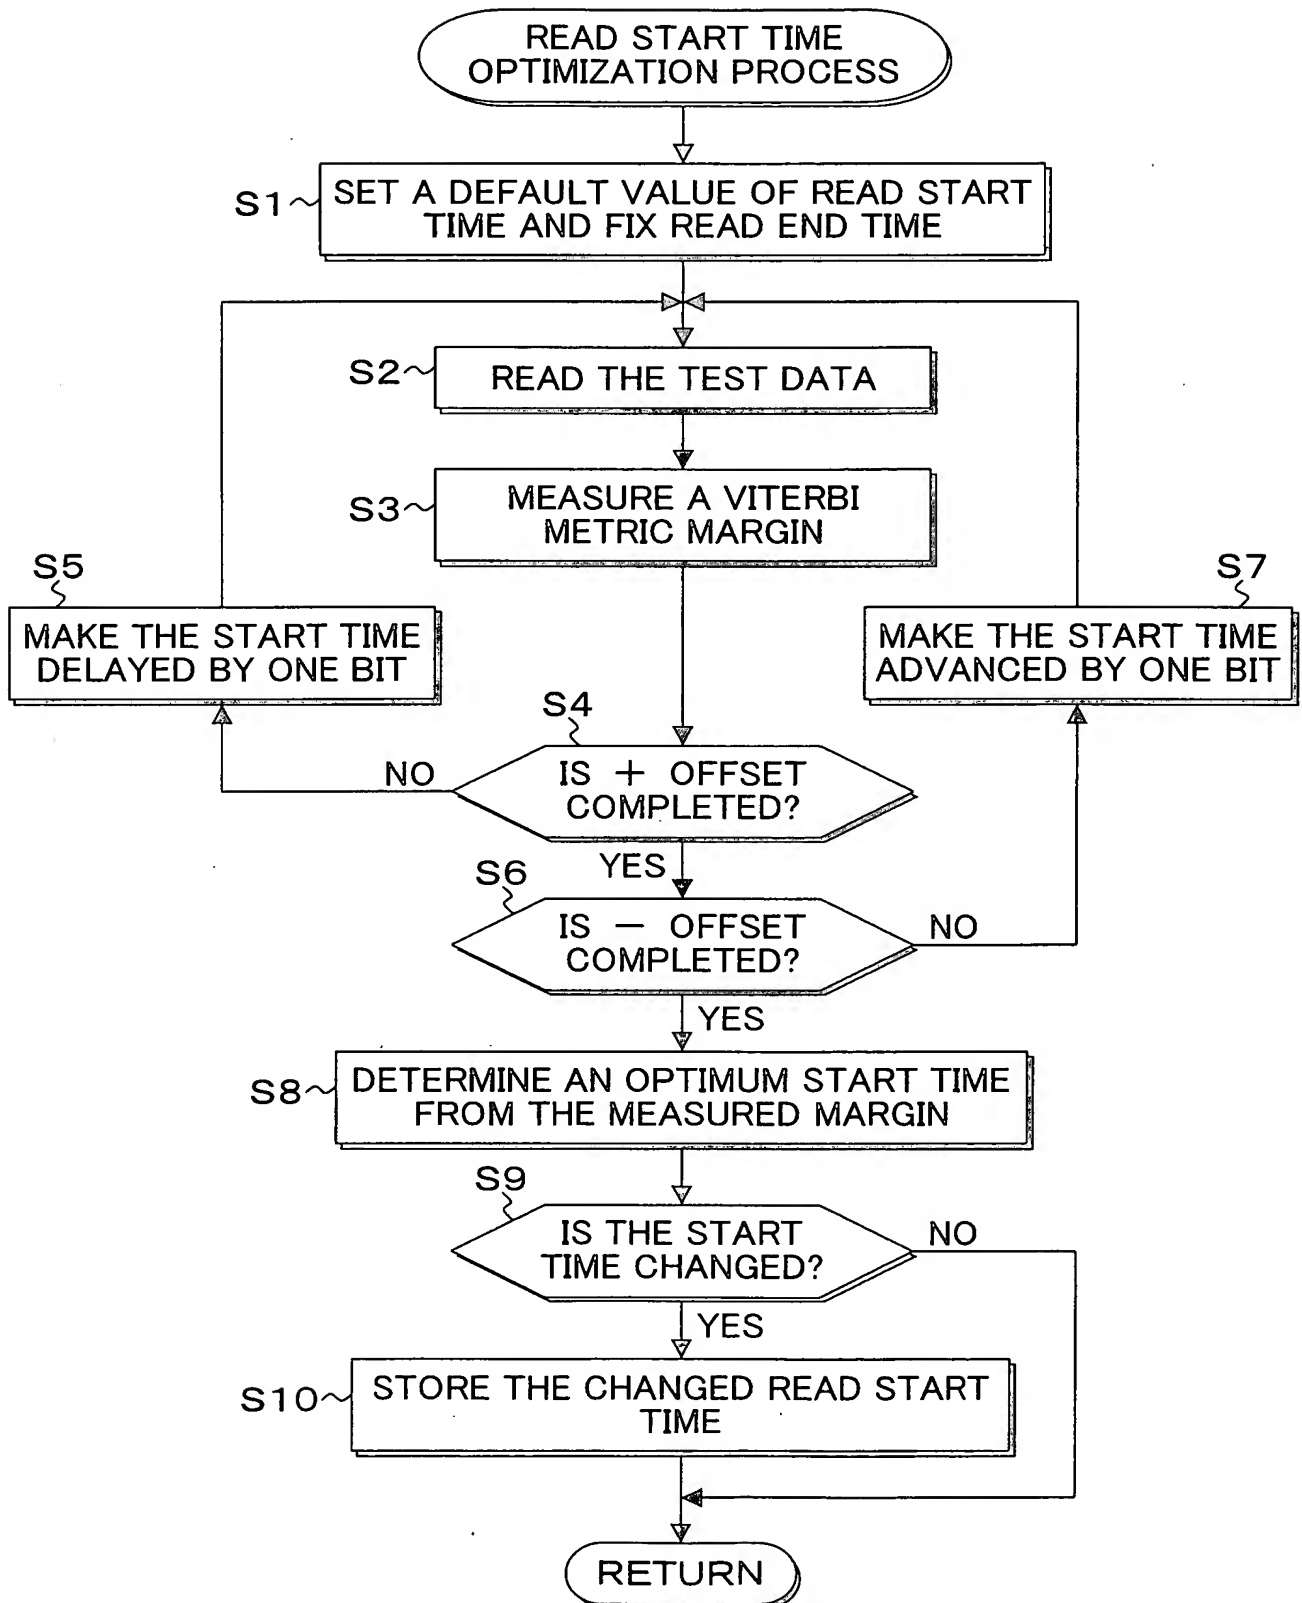 READ START TIME
OPTIMIZATION PROCESS
S1
SET A DEFAULT VALUE OF READ START
TIME AND FIX READ END TIME
S2
READ THE TEST DATA
S3
MEASURE A VITERBI
METRIC MARGIN
S5
MAKE THE START TIME
DELAYED BY ONE BIT
S7
MAKE THE START TIME
ADVANCED BY ONE BIT
S4
IS + OFFSET
COMPLETED?
NO
YES
S6
IS − OFFSET
COMPLETED?
NO
YES
S8
DETERMINE AN OPTIMUM START TIME
FROM THE MEASURED MARGIN
S9
IS THE START
TIME CHANGED?
NO
YES
S10
STORE THE CHANGED READ START
TIME
RETURN